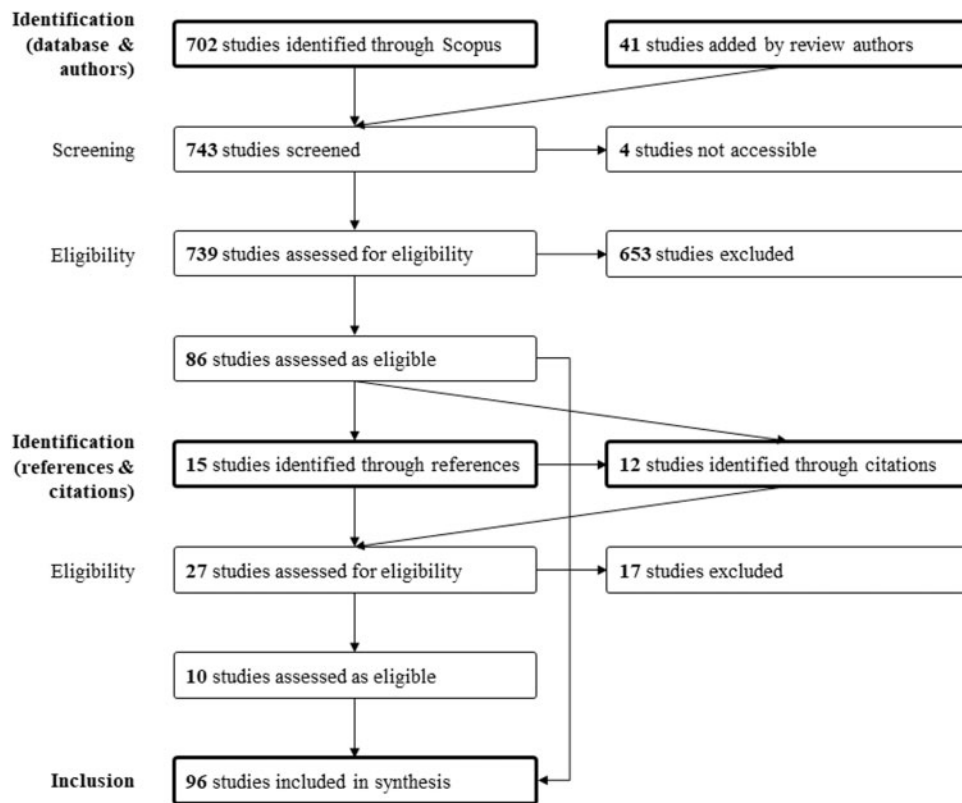 Identification
(database &
authors)
702 studies identified through Scopus
41 studies added by review authors
Screening
743 studies screened
4 studies not accessible
Eligibility
739 studies assessed for eligibility
653 studies excluded
86 studies assessed as eligible
Identification
(references &
citations)
15 studies identified through references
12 studies identified through citations
Eligibility
27 studies assessed for eligibility
17 studies excluded
10 studies assessed as eligible
Inclusion
96 studies included in synthesis